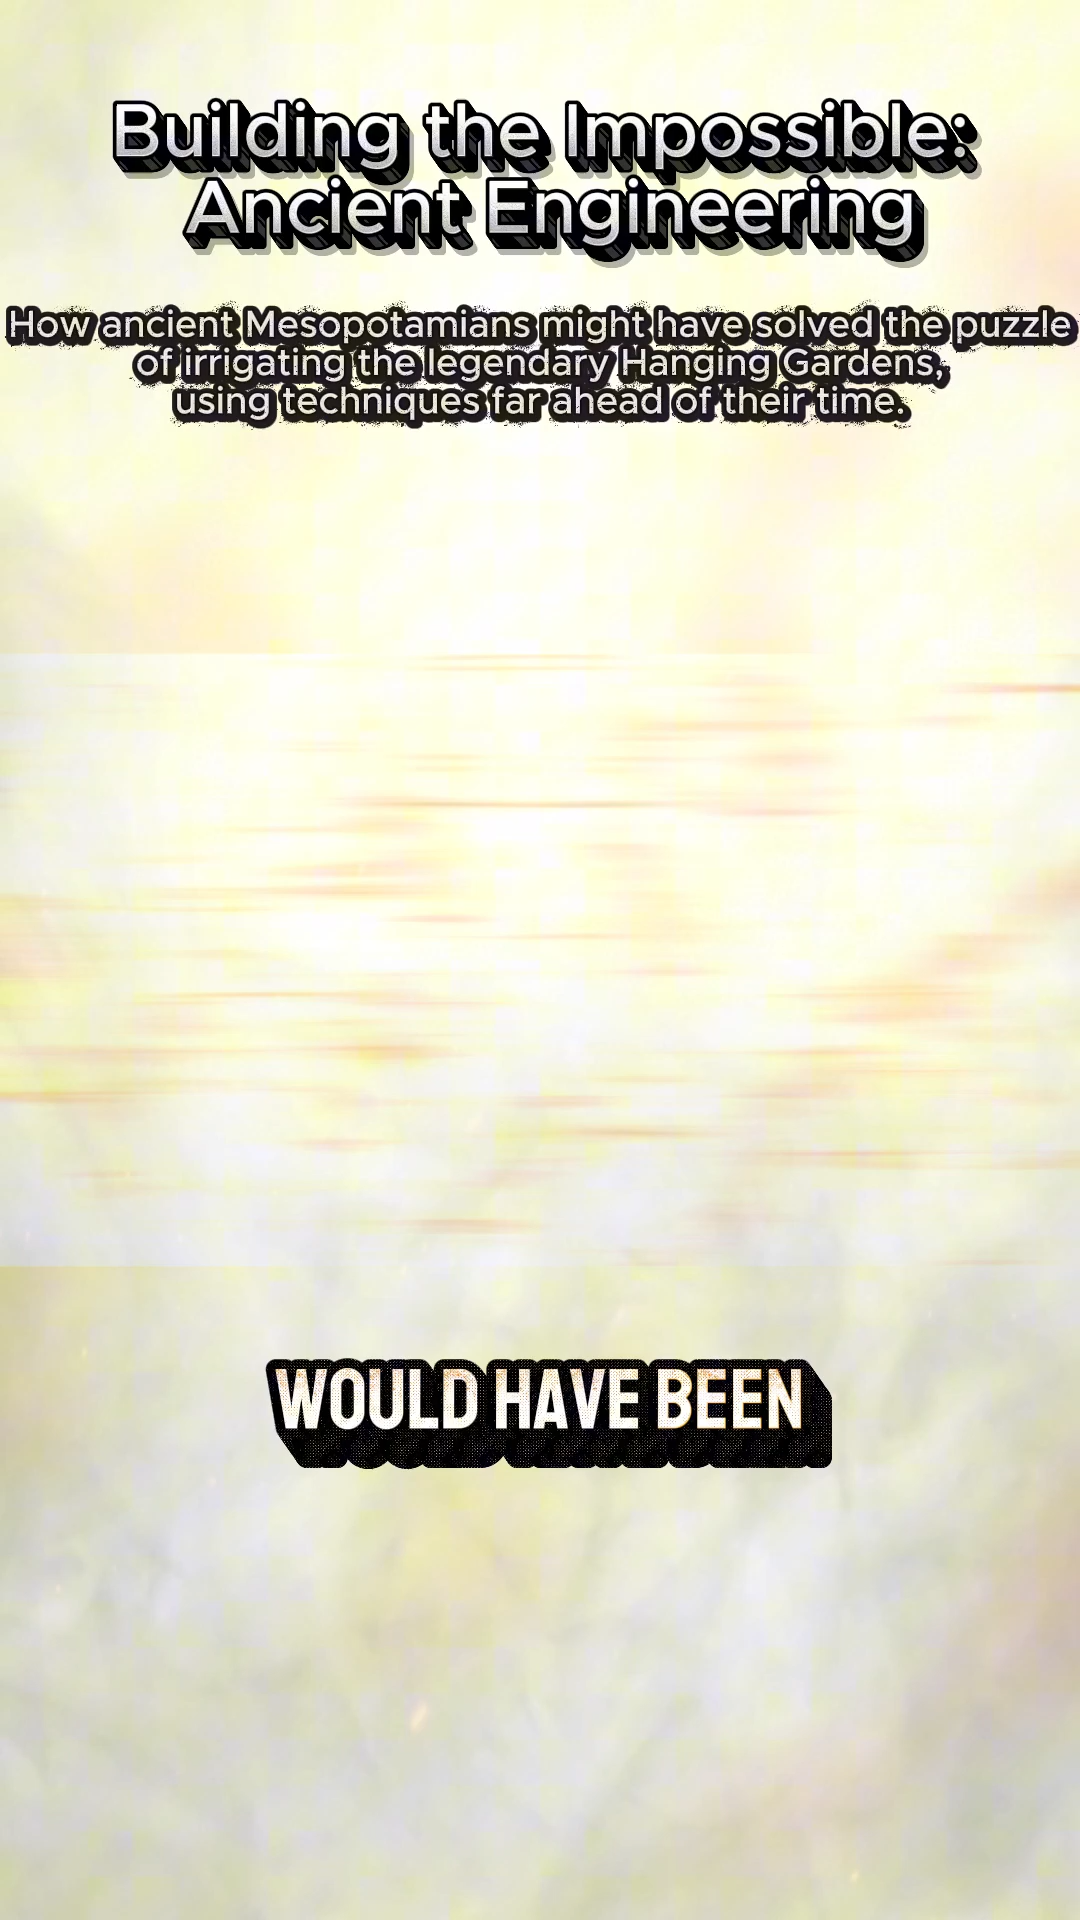 Building the Impossible:
Ancient Engineering
How ancient Mesopotamians might have solved the puzzle
of irrigating the legendary Hanging Gardens,
using techniques far ahead of their time.
WOULD HAVE BEEN